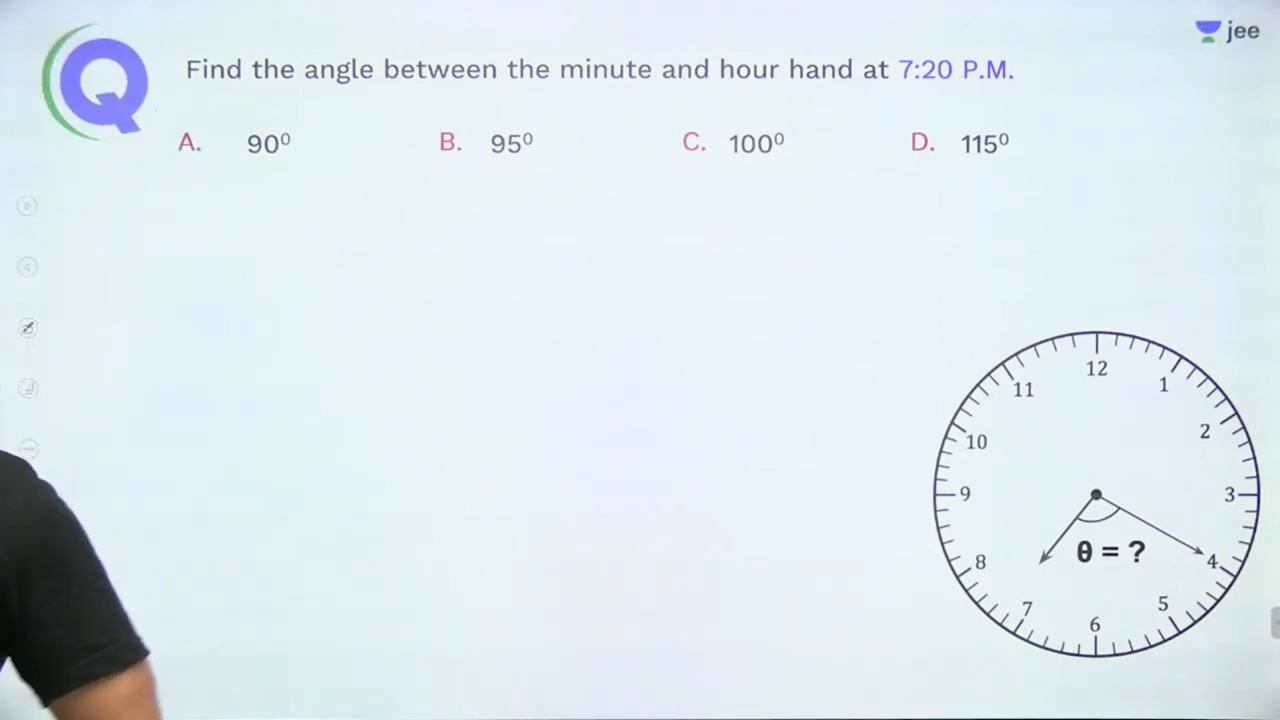 jee
Q
Find the angle between the minute and hour hand at 7:20 P.M.
A. 90⁰ B. 95⁰ C. 100⁰ D. 115⁰
12
11 1
10 2
9 3
8 4
7 5
6
θ = ?